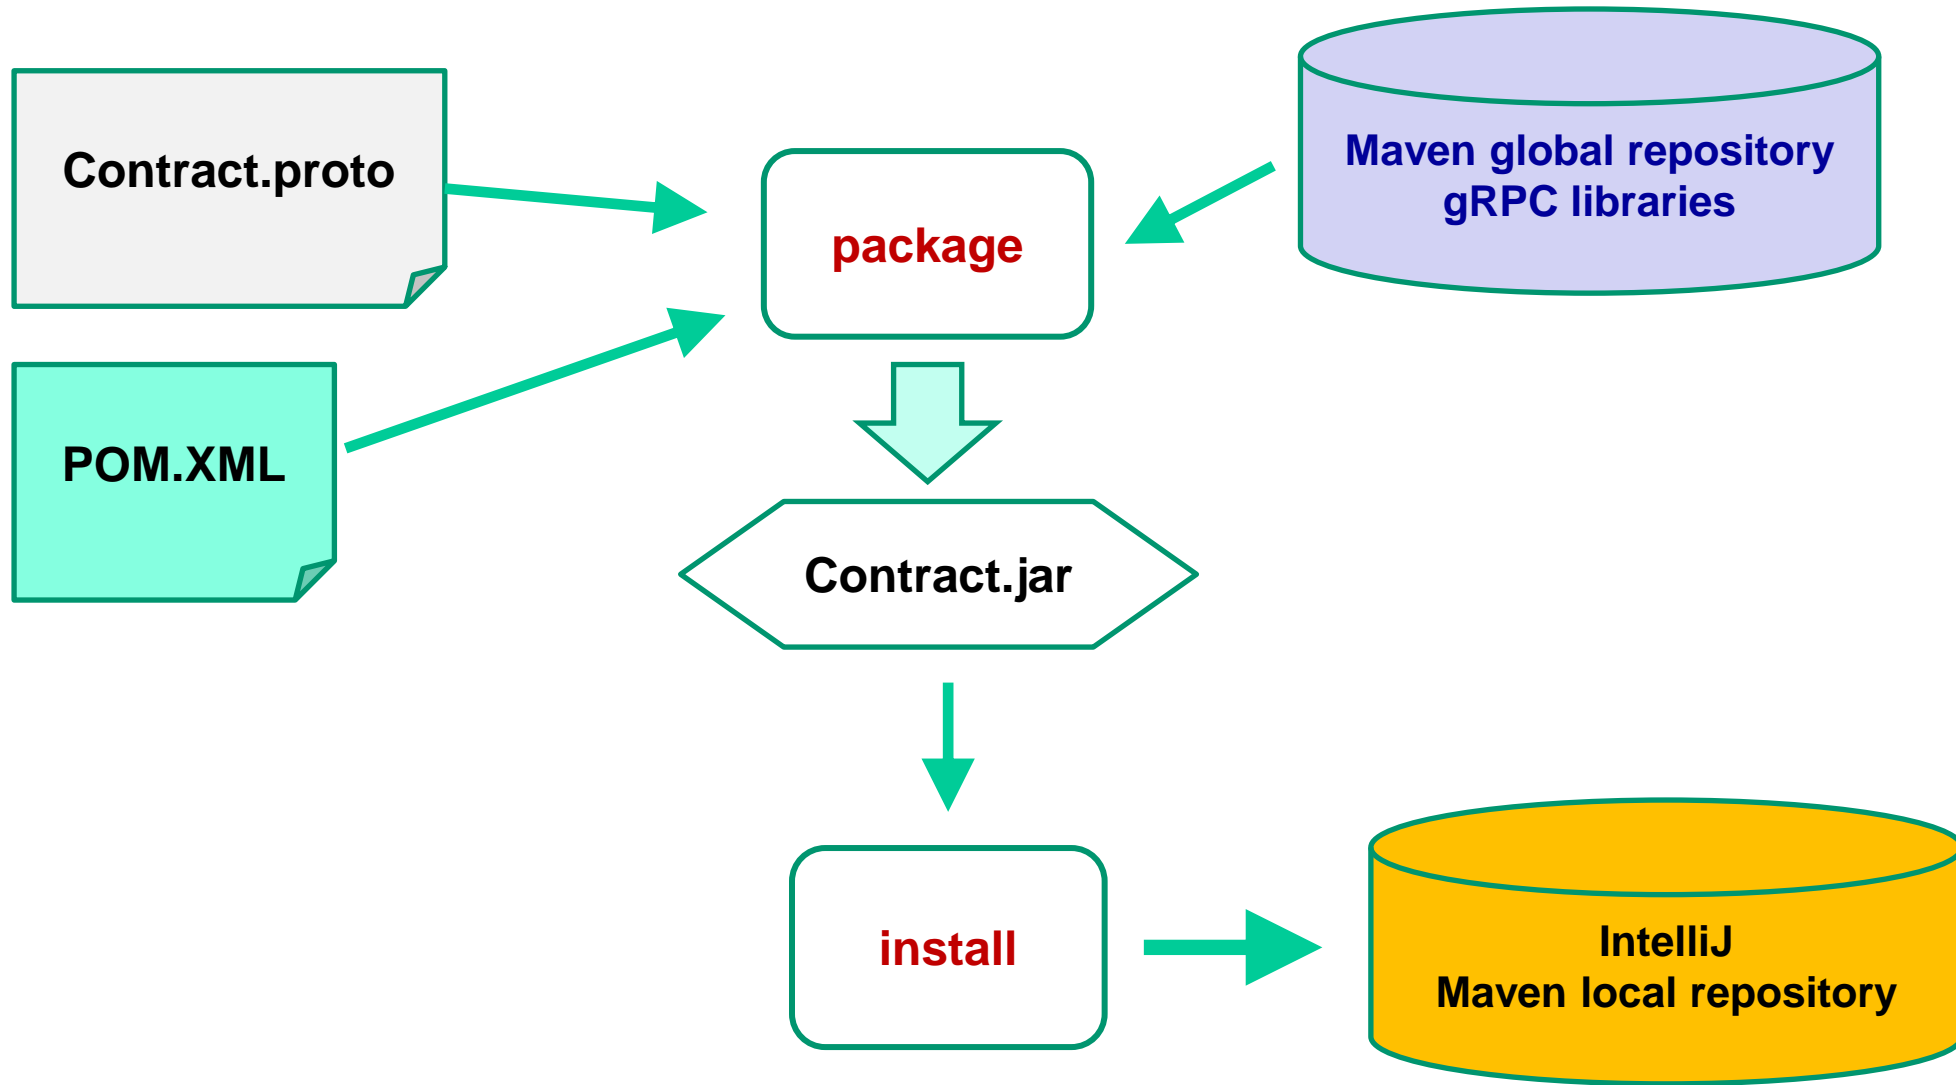 Contract.proto
Maven global repository
gRPC libraries
package
POM.XML
Contract.jar
install
IntelliJ
Maven local repository